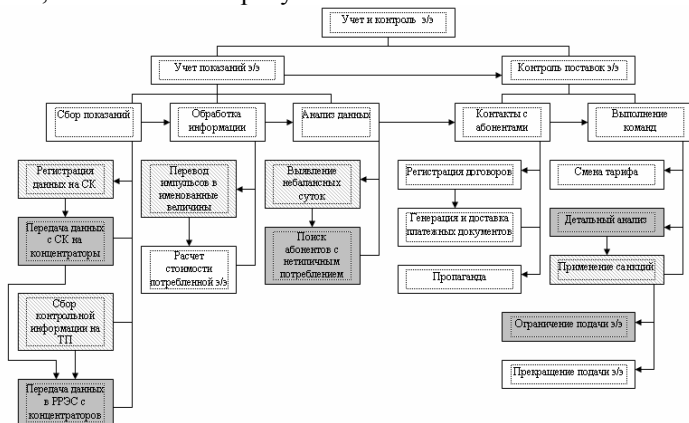 Учет и контроль э/э
Учет показаний э/э
Контроль поставок э/э
Сбор показаний
Обработка
информации
Анализ данных
Контакты с
абонентами
Выполнение
команд
Регистрация
данных на СК
Перевод
импульсов в
именованные
величины
Выявление
небалансных
суток
Регистрация договоров
Смена тарифа
Передача данных
с СК на
концентраторы
Расчет
стоимости
потребленной э/э
Поиск
абонентов с
нетипичным
потреблением
Генерация и доставка
платежных документов
Детальный анализ
Применение санкций
Пропаганда
Сбор
контрольной
информации на
ТП
Ограничение подачи э/э
Прекращение подачи э/э
Передача данных
в РРЭС с
концентраторов